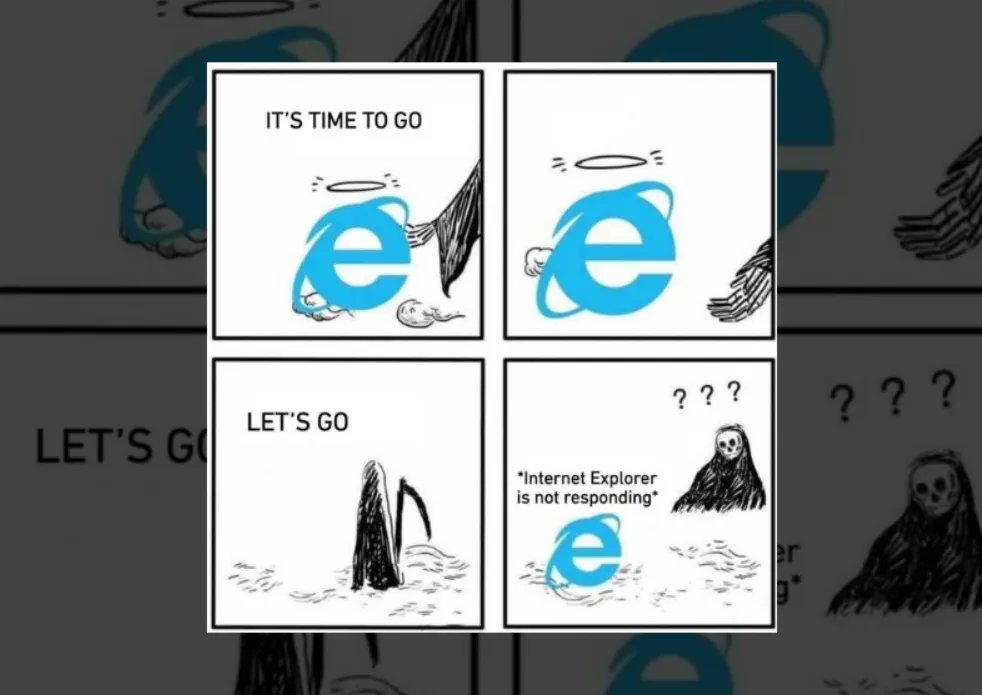 IT'S TIME TO GO
LET'S GO
? ? ?
*Internet Explorer
is not responding*